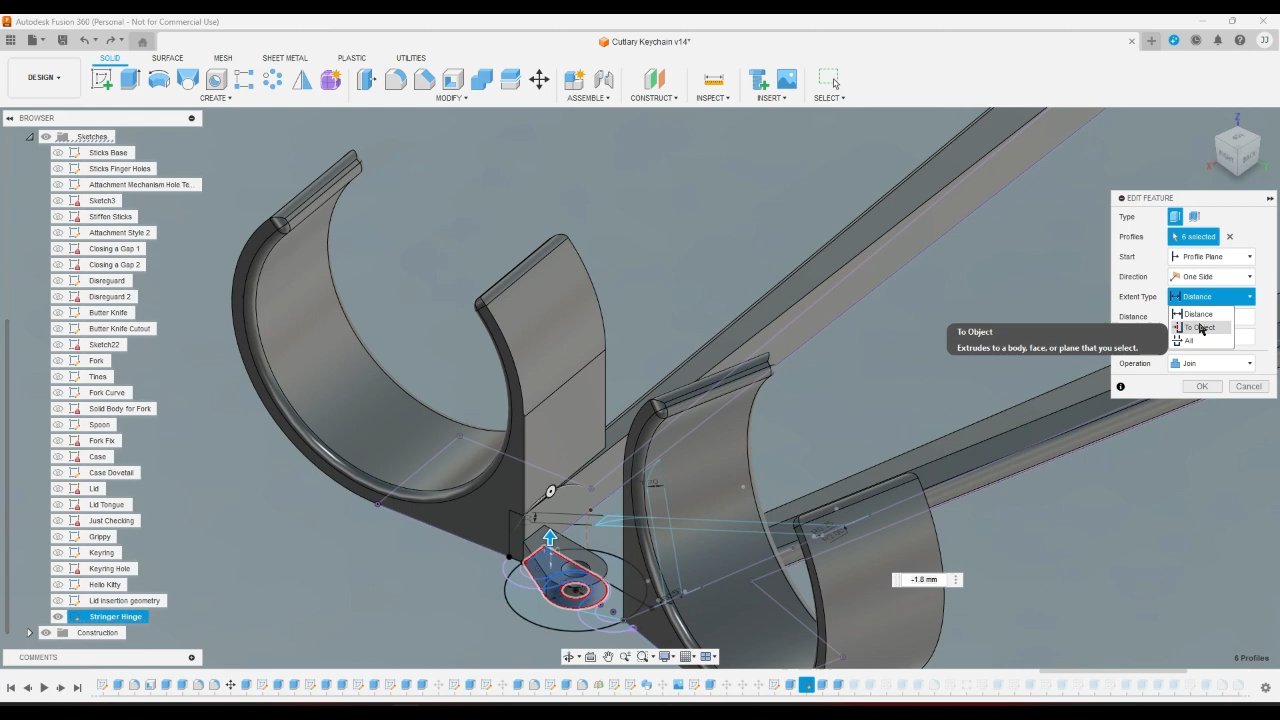 Autodesk Fusion 360 (Personal - Not for Commercial Use)
Cutlary Keychain v14*
JJ
SOLID
SURFACE
MESH
SHEET METAL
PLASTIC
UTILITIES
DESIGN
CREATE
MODIFY
ASSEMBLE
CONSTRUCT
INSPECT
INSERT
SELECT
BROWSER
Sketches
Sticks Base
Sticks Finger Holes
Attachment Mechanism Hole Te...
Sketch3
Stiffen Sticks
Attachment Style 2
Closing a Gap 1
Closing a Gap 2
Disreguard
Disreguard 2
Butter Knife
Butter Knife Cutout
Sketch22
Fork
Tines
Fork Curve
Solid Body for Fork
Spoon
Fork Fix
Case
Case Dovetail
Lid
Lid Tongue
Just Checking
Grippy
Keyring
Keyring Hole
Hello Kitty
Lid insertion geometry
Stringer Hinge
Construction
COMMENTS
Z
RIGHT
BACK
X
EDIT FEATURE
Type
Profiles
6 selected
Start
Profile Plane
Direction
One Side
Extent Type
Distance
Distance
Distance
To Object
All
Operation
Join
OK
Cancel
To Object
Extrudes to a body, face, or plane that you select.
-1.8 mm
6 Profiles